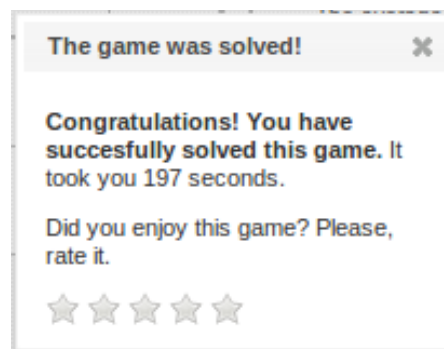 The game was solved!
Congratulations! You have
succesfully solved this game. It
took you 197 seconds.
Did you enjoy this game? Please,
rate it.